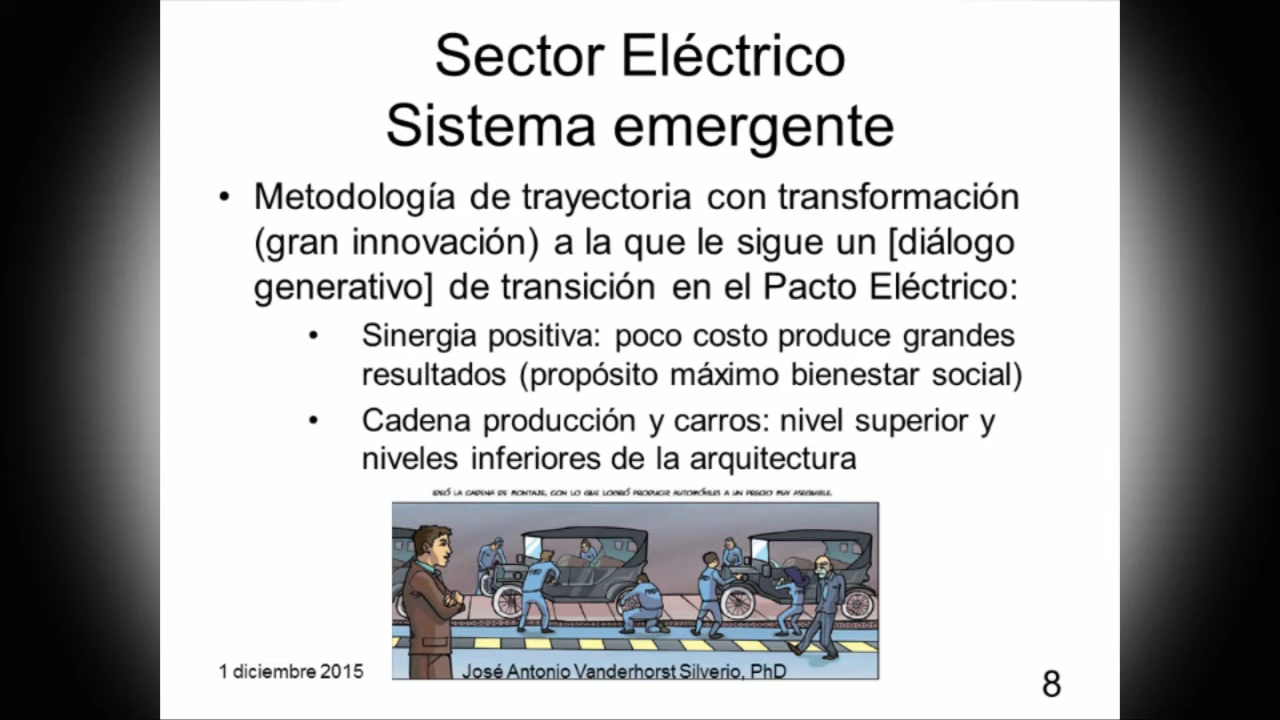 Sector Eléctrico
Sistema emergente
• Metodología de trayectoria con transformación
(gran innovación) a la que le sigue un [diálogo
generativo] de transición en el Pacto Eléctrico:
• Sinergia positiva: poco costo produce grandes
resultados (propósito máximo bienestar social)
• Cadena producción y carros: nivel superior y
niveles inferiores de la arquitectura
IDEÓ LA CADENA DE MONTAJE, CON LO QUE LOGRÓ PRODUCIR AUTOMÓVILES A UN PRECIO MUY ASEQUIBLE.
1 diciembre 2015
José Antonio Vanderhorst Silverio, PhD
8